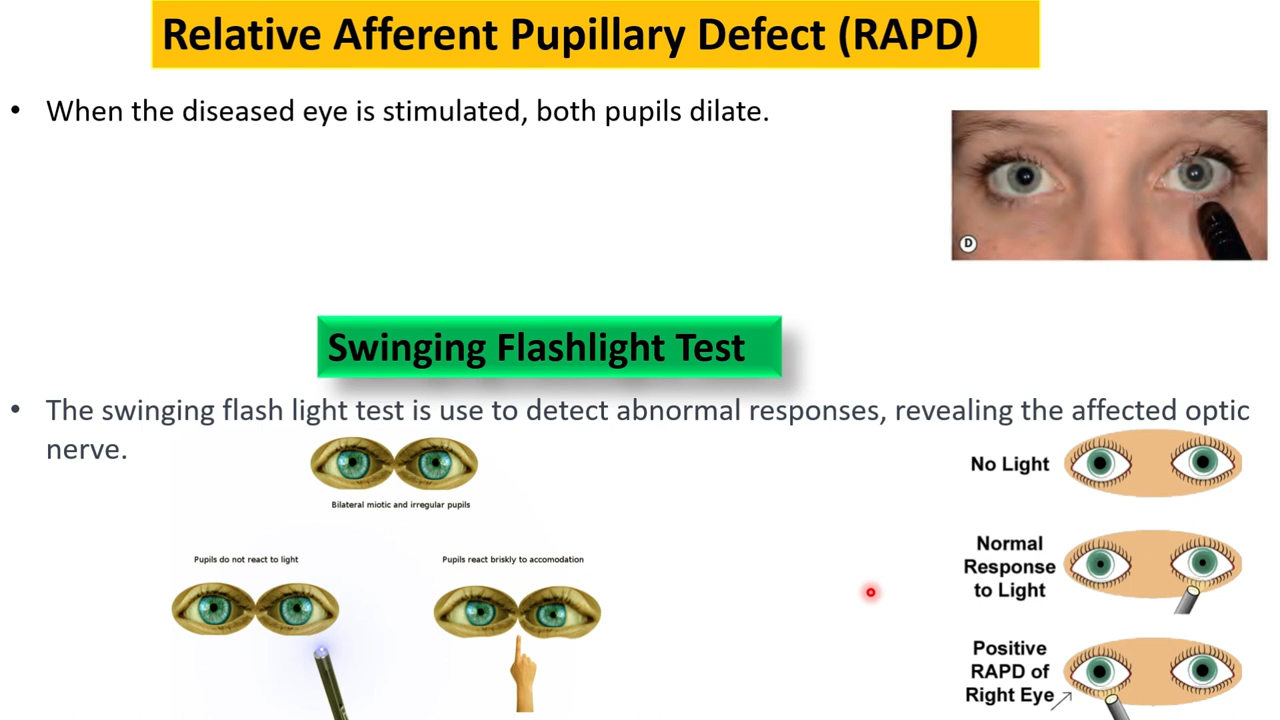 Relative Afferent Pupillary Defect (RAPD)
• When the diseased eye is stimulated, both pupils dilate.
D
Swinging Flashlight Test
• The swinging flash light test is use to detect abnormal responses, revealing the affected optic
nerve.
Bilateral miotic and irregular pupils
Pupils do not react to light
Pupils react briskly to accomodation
No Light
Normal
Response
to Light
Positive
RAPD of
Right Eye